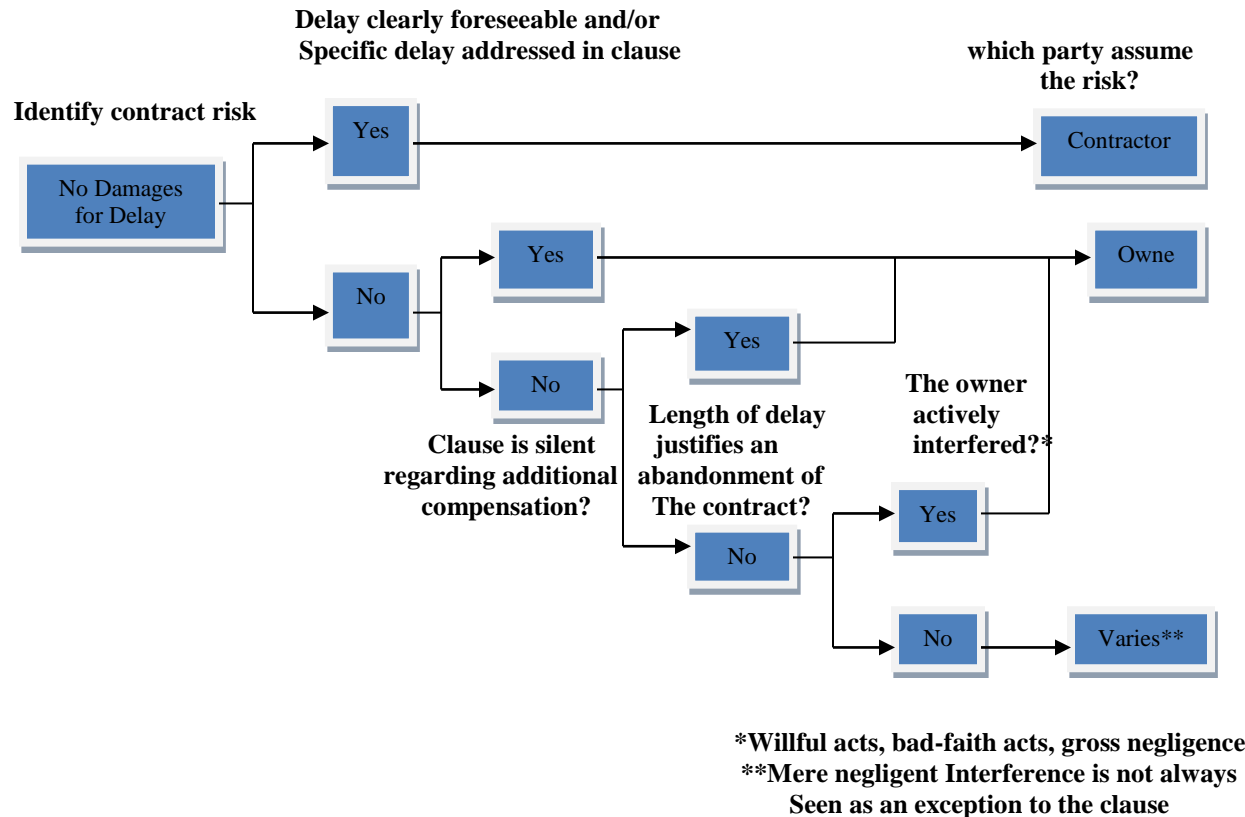 Delay clearly foreseeable and/or
Specific delay addressed in clause
which party assume
the risk?
Identify contract risk
Yes
Contractor
No Damages
for Delay
Yes
Owne
No
Yes
No
The owner
actively
interfered?*
Clause is silent
regarding additional
compensation?
Length of delay
justifies an
abandonment of
The contract?
Yes
No
No
Varies**
*Willful acts, bad-faith acts, gross negligence
**Mere negligent Interference is not always
Seen as an exception to the clause